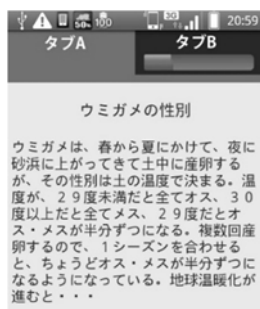 58% 100 3G 20:59
タブA タブB
ウミガメの性別
ウミガメは、春から夏にかけて、夜に
砂浜に上がってきて土中に産卵する
が、その性別は土の温度で決まる。温
度が、29度未満だと全てオス、30
度以上だと全てメス、29度だとオ
ス・メスが半分ずつになる。複数回産
卵するので、1シーズンを合わせる
と、ちょうどオス・メスが半分ずつに
なるようになっている。地球温暖化が
進むと・・・